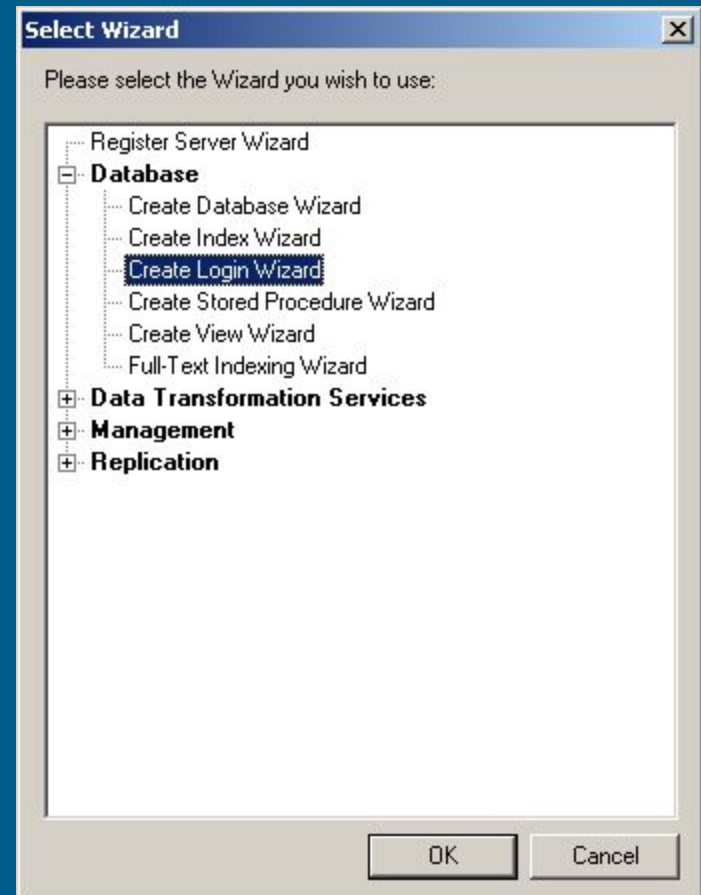 Select Wizard
Please select the Wizard you wish to use:
Register Server Wizard
Database
Create Database Wizard
Create Index Wizard
Create Login Wizard
Create Stored Procedure Wizard
Create View Wizard
Full-Text Indexing Wizard
Data Transformation Services
Management
Replication
OK Cancel